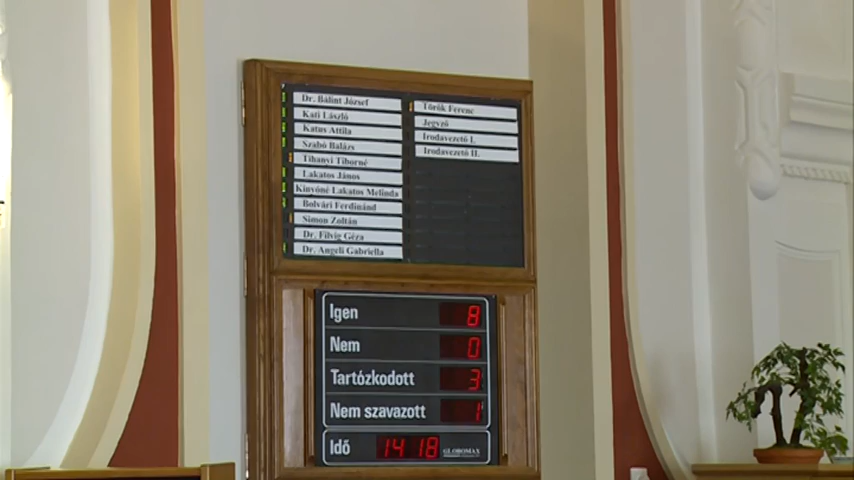 Dr. Bálint József
Kati László
Katus Attila
Szabó Balázs
Tihanyi Tiborné
Lakatos János
Kinyóné Lakatos Melinda
Bolvári Ferdinánd
Simon Zoltán
Dr. Filvig Géza
Dr. Angeli Gabriella
Török Ferenc
Jegyző
Irodavezető I.
Irodavezető II.
Igen 8
Nem 0
Tartózkodott 3
Nem szavazott 1
Idő 14 18
GLOBOMAX